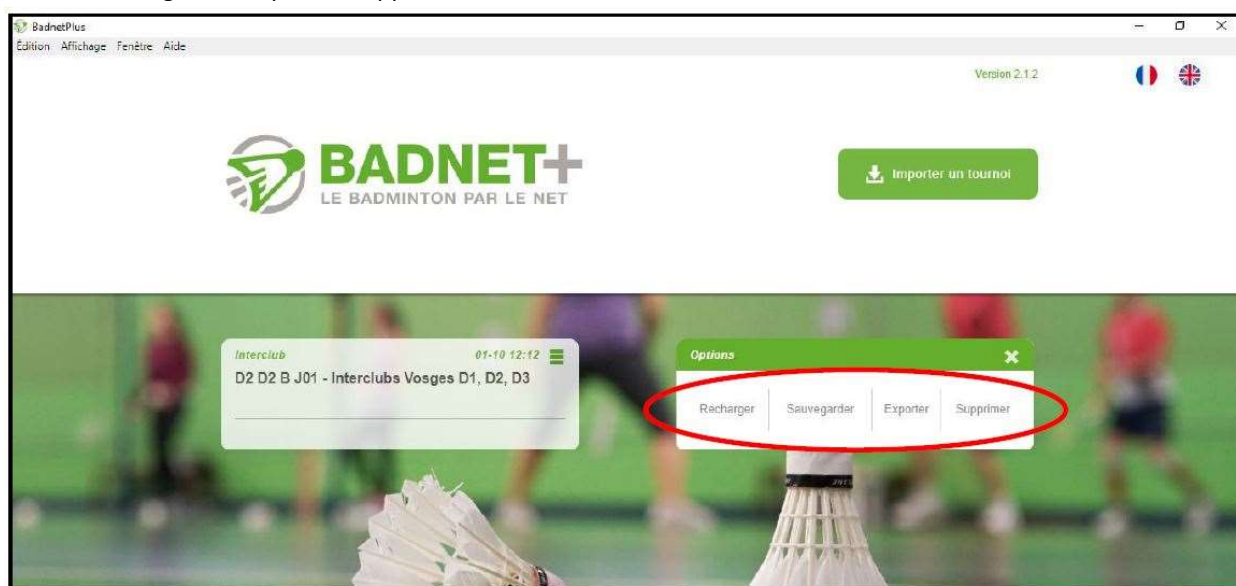 BadnetPlus
Édition Affichage Fenêtre Aide
Version 2.1.2
BADNET+
LE BADMINTON PAR LE NET
Importer un tournoi
Interclub 01-10 12:12
D2 D2 B J01 - Interclubs Vosges D1, D2, D3
Options
Recharger Sauvegarder Exporter Supprimer